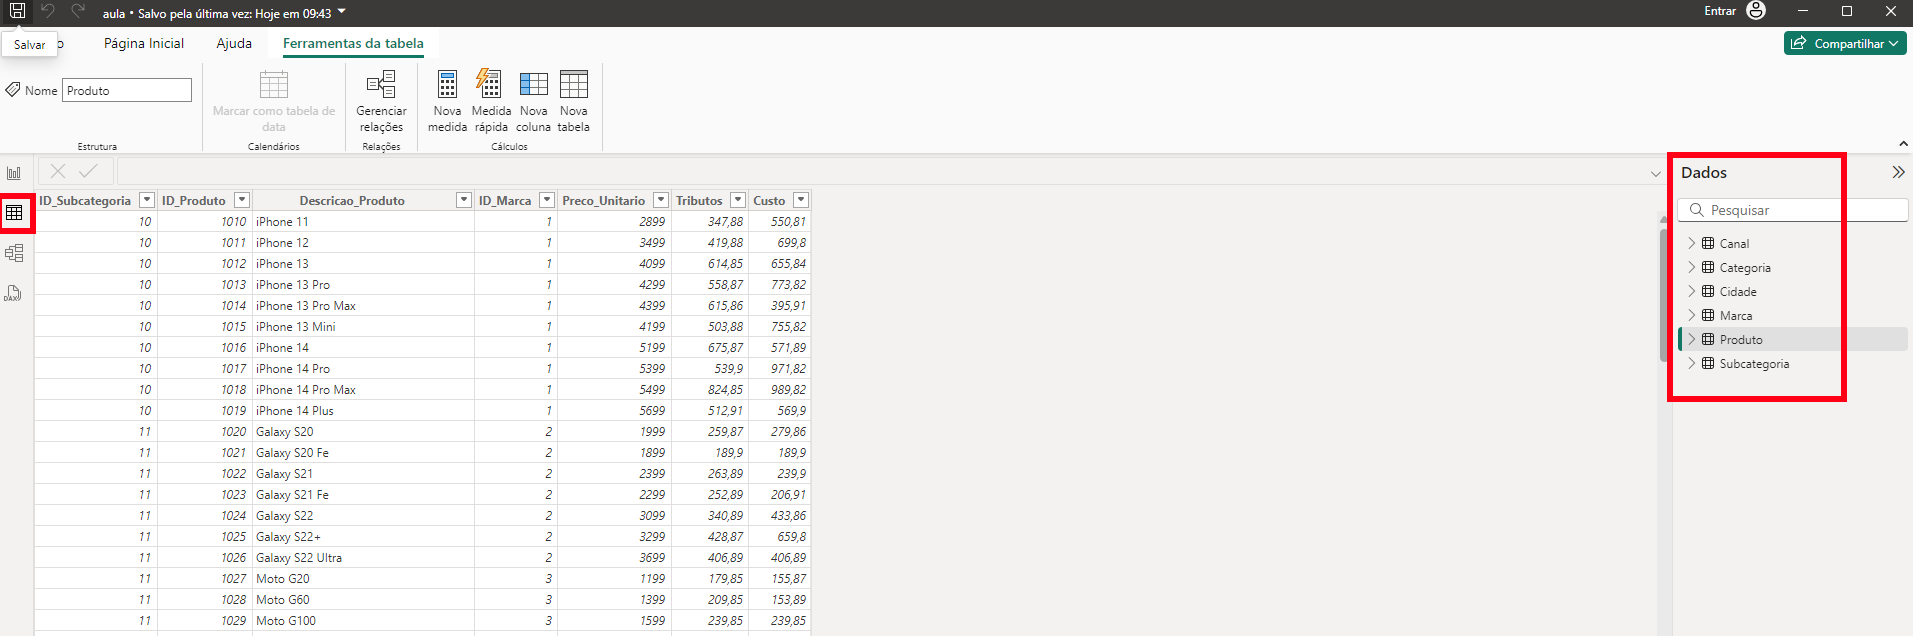 aula • Salvo pela última vez: Hoje em 09:43
Entrar
Salvar
o
Página Inicial
Ajuda
Ferramentas da tabela
Compartilhar
Nome
Produto
Marcar como tabela de
data
Gerenciar
relações
Nova
medida
Medida
rápida
Nova
coluna
Nova
tabela
Estrutura
Calendários
Relações
Cálculos
ID_Subcategoria ID_Produto Descricao_Produto ID_Marca Preco_Unitario Tributos Custo
10 1010 iPhone 11 1 2899 347,88 550,81
10 1011 iPhone 12 1 3499 419,88 699,8
10 1012 iPhone 13 1 4099 614,85 655,84
10 1013 iPhone 13 Pro 1 4299 558,87 773,82
10 1014 iPhone 13 Pro Max 1 4399 615,86 395,91
10 1015 iPhone 13 Mini 1 4199 503,88 755,82
10 1016 iPhone 14 1 5199 675,87 571,89
10 1017 iPhone 14 Pro 1 5399 539,9 971,82
10 1018 iPhone 14 Pro Max 1 5499 824,85 989,82
10 1019 iPhone 14 Plus 1 5699 512,91 569,9
11 1020 Galaxy S20 2 1999 259,87 279,86
11 1021 Galaxy S20 Fe 2 1899 189,9 189,9
11 1022 Galaxy S21 2 2399 263,89 239,9
11 1023 Galaxy S21 Fe 2 2299 252,89 206,91
11 1024 Galaxy S22 2 3099 340,89 433,86
11 1025 Galaxy S22+ 2 3299 428,87 659,8
11 1026 Galaxy S22 Ultra 2 3699 406,89 406,89
11 1027 Moto G20 3 1199 179,85 155,87
11 1028 Moto G60 3 1399 209,85 153,89
11 1029 Moto G100 3 1599 239,85 239,85
DAX
Dados
Pesquisar
Canal
Categoria
Cidade
Marca
Produto
Subcategoria